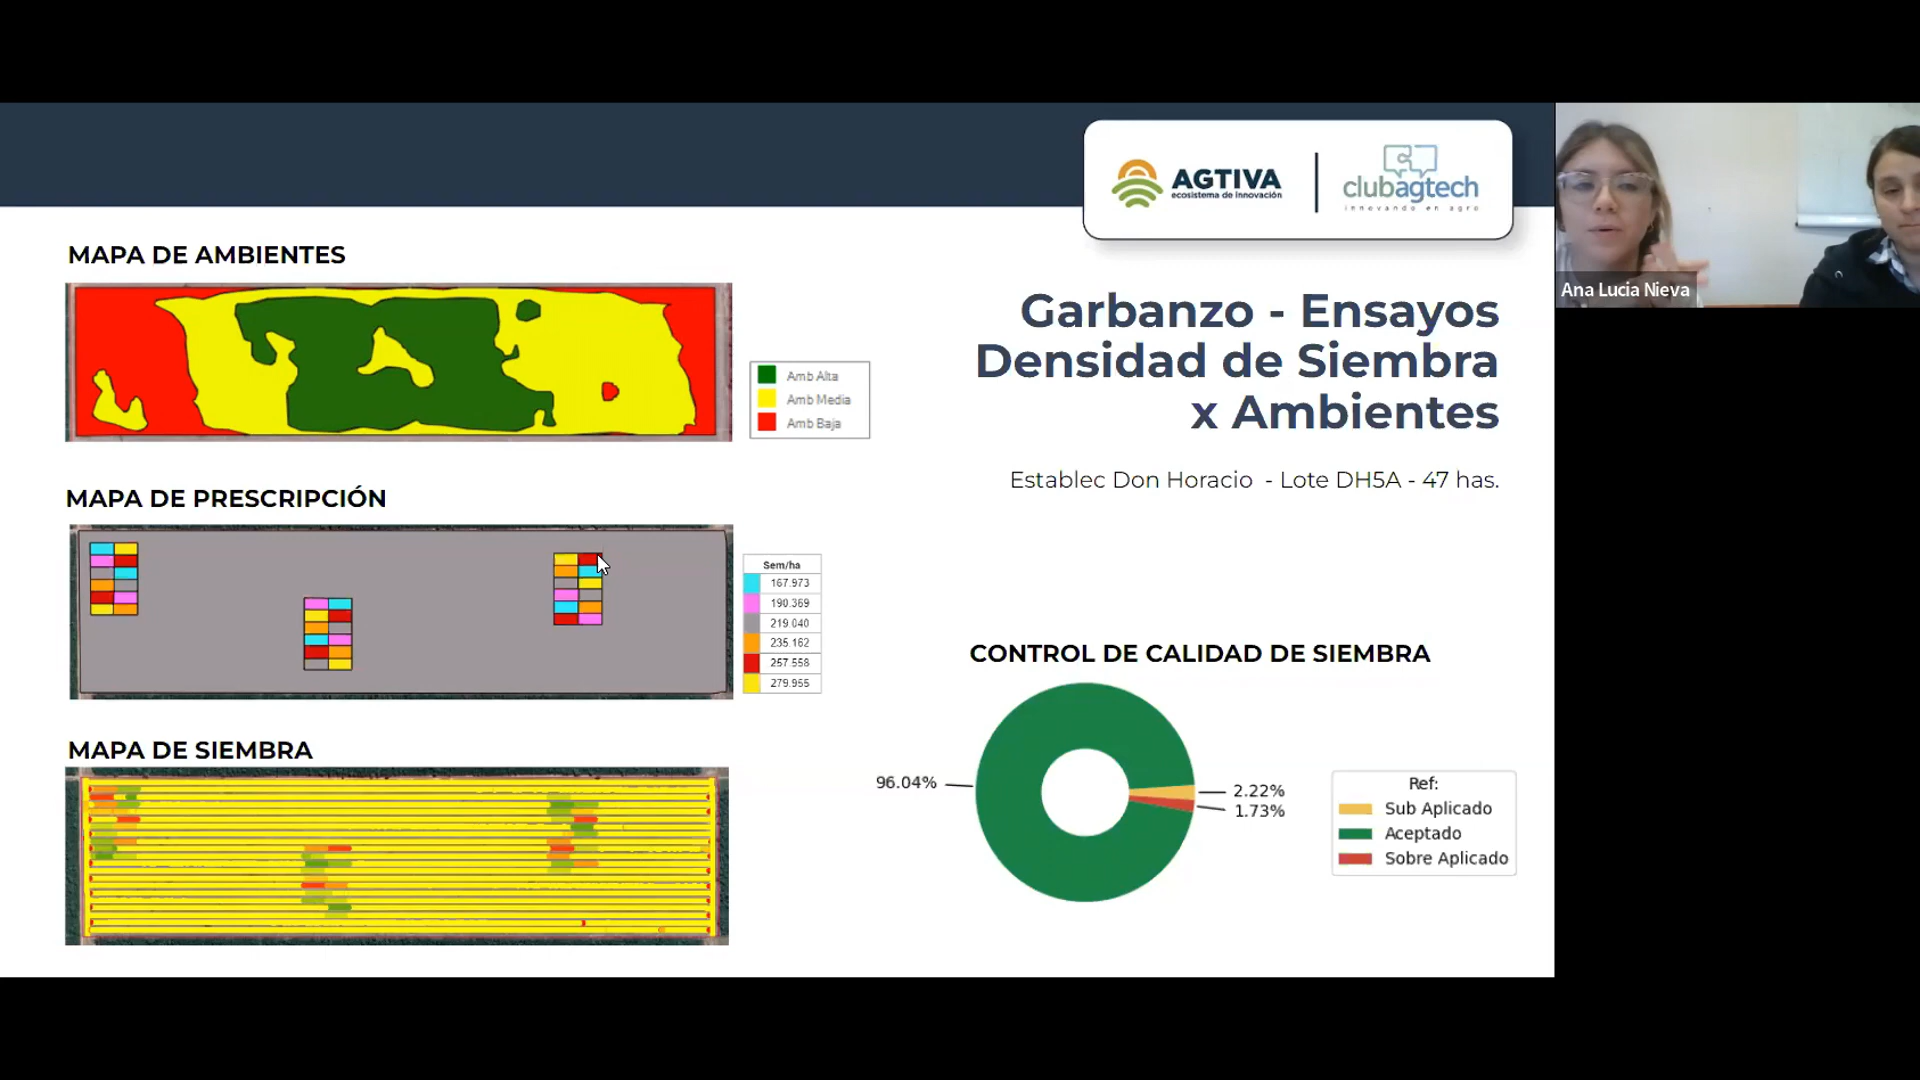 AGTIVA
ecosistema de innovación
clubagtech
innovando en agro
Ana Lucia Nieva
MAPA DE AMBIENTES
Amb Alta
Amb Media
Amb Baja
Garbanzo - Ensayos
Densidad de Siembra
x Ambientes
Establec Don Horacio - Lote DH5A - 47 has.
MAPA DE PRESCRIPCIÓN
Sem/ha
167.973
190.369
219.040
235.162
257.558
279.955
MAPA DE SIEMBRA
CONTROL DE CALIDAD DE SIEMBRA
96.04%
2.22%
1.73%
Ref:
Sub Aplicado
Aceptado
Sobre Aplicado